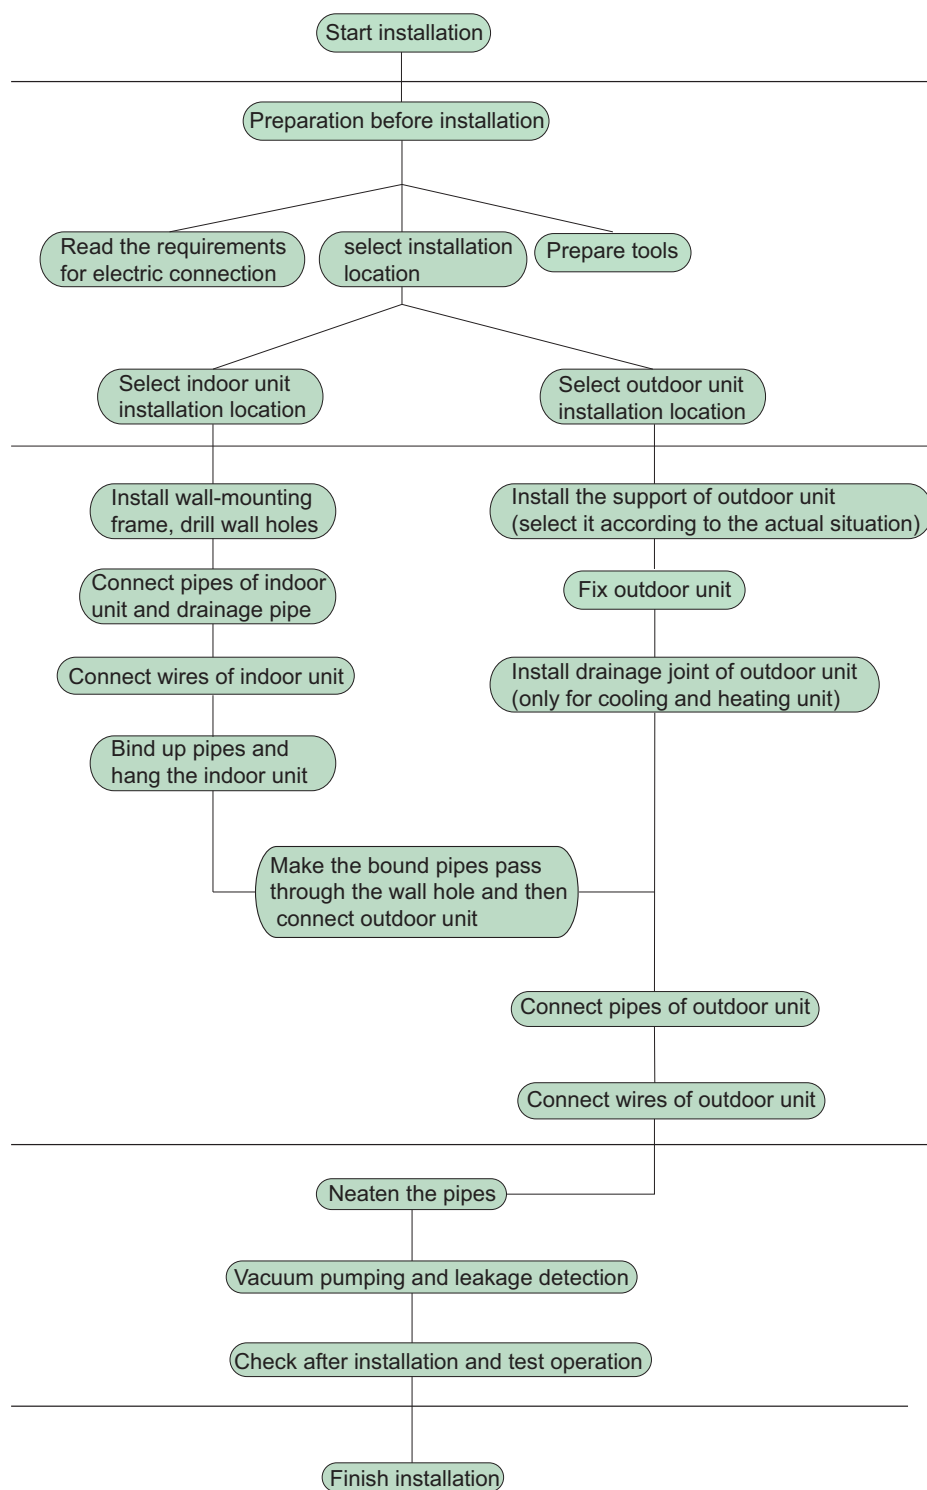 Start installation
Preparation before installation
Read the requirements
for electric connection
select installation
location
Prepare tools
Select indoor unit
installation location
Select outdoor unit
installation location
Install wall-mounting
frame, drill wall holes
Install the support of outdoor unit
(select it according to the actual situation)
Connect pipes of indoor
unit and drainage pipe
Fix outdoor unit
Connect wires of indoor unit
Install drainage joint of outdoor unit
(only for cooling and heating unit)
Bind up pipes and
hang the indoor unit
Make the bound pipes pass
through the wall hole and then
connect outdoor unit
Connect pipes of outdoor unit
Connect wires of outdoor unit
Neaten the pipes
Vacuum pumping and leakage detection
Check after installation and test operation
Finish installation